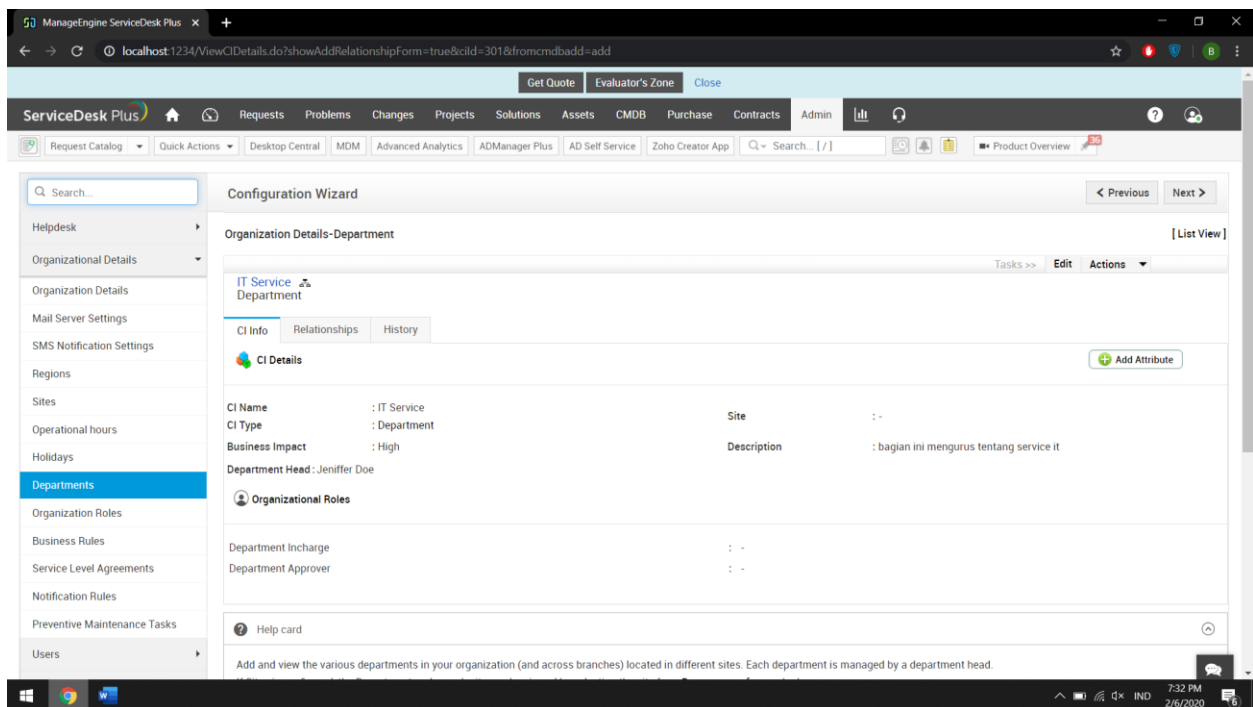 ManageEngine ServiceDesk Plus
localhost:1234/ViewCIDetails.do?showAddRelationshipForm=true&ciId=301&fromcmdbadd=add
B
Get Quote Evaluator's Zone Close
ServiceDesk Plus Requests Problems Changes Projects Solutions Assets CMDB Purchase Contracts Admin
Request Catalog Quick Actions Desktop Central MDM Advanced Analytics ADManager Plus AD Self Service Zoho Creator App Search... [/] Product Overview 36
Search...
Configuration Wizard
Previous Next
Helpdesk
Organization Details-Department
[ List View ]
Organizational Details
Tasks >> Edit Actions
IT Service
Department
Organization Details
Mail Server Settings
CI Info Relationships History
SMS Notification Settings
CI Details
Add Attribute
Regions
Sites
CI Name : IT Service
Site : -
CI Type : Department
Operational hours
Business Impact : High
Description : bagian ini mengurus tentang service it
Holidays
Department Head : Jeniffer Doe
Departments
Organizational Roles
Organization Roles
Business Rules
Department Incharge : -
Service Level Agreements
Department Approver : -
Notification Rules
Preventive Maintenance Tasks
Help card
Users
Add and view the various departments in your organization (and across branches) located in different sites. Each department is managed by a department head.
IND
7:32 PM
2/6/2020
6